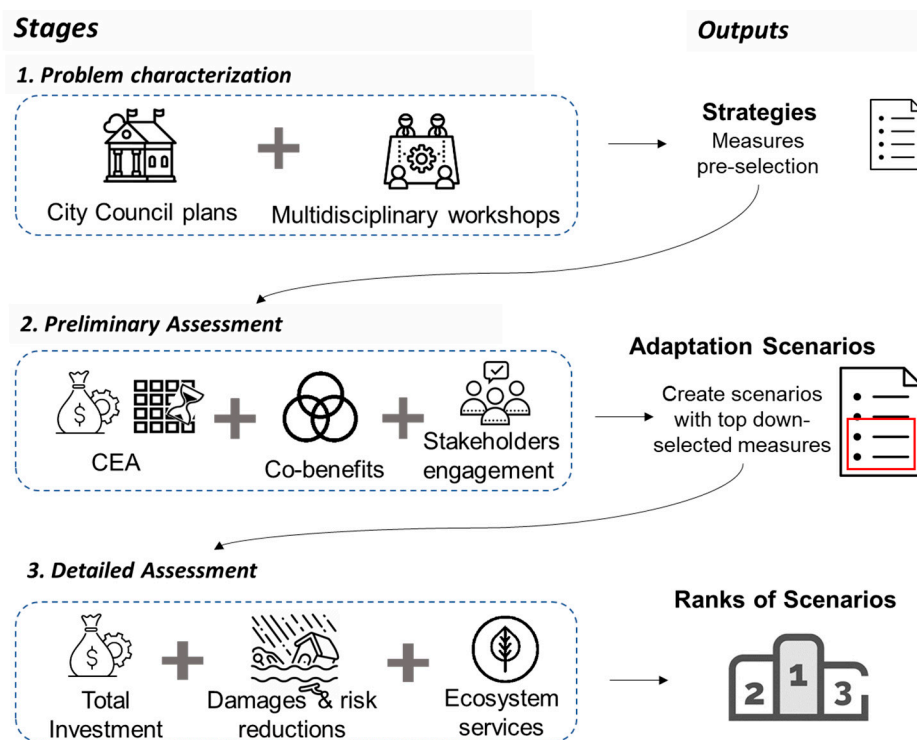 Stages
Outputs
1. Problem characterization
City Council plans
Multidisciplinary workshops
Strategies
Measures
pre-selection
2. Preliminary Assessment
$
CEA
Co-benefits
Stakeholders
engagement
Adaptation Scenarios
Create scenarios
with top down-
selected measures
3. Detailed Assessment
$
Total
Investment
Damages & risk
reductions
Ecosystem
services
Ranks of Scenarios
2 1 3